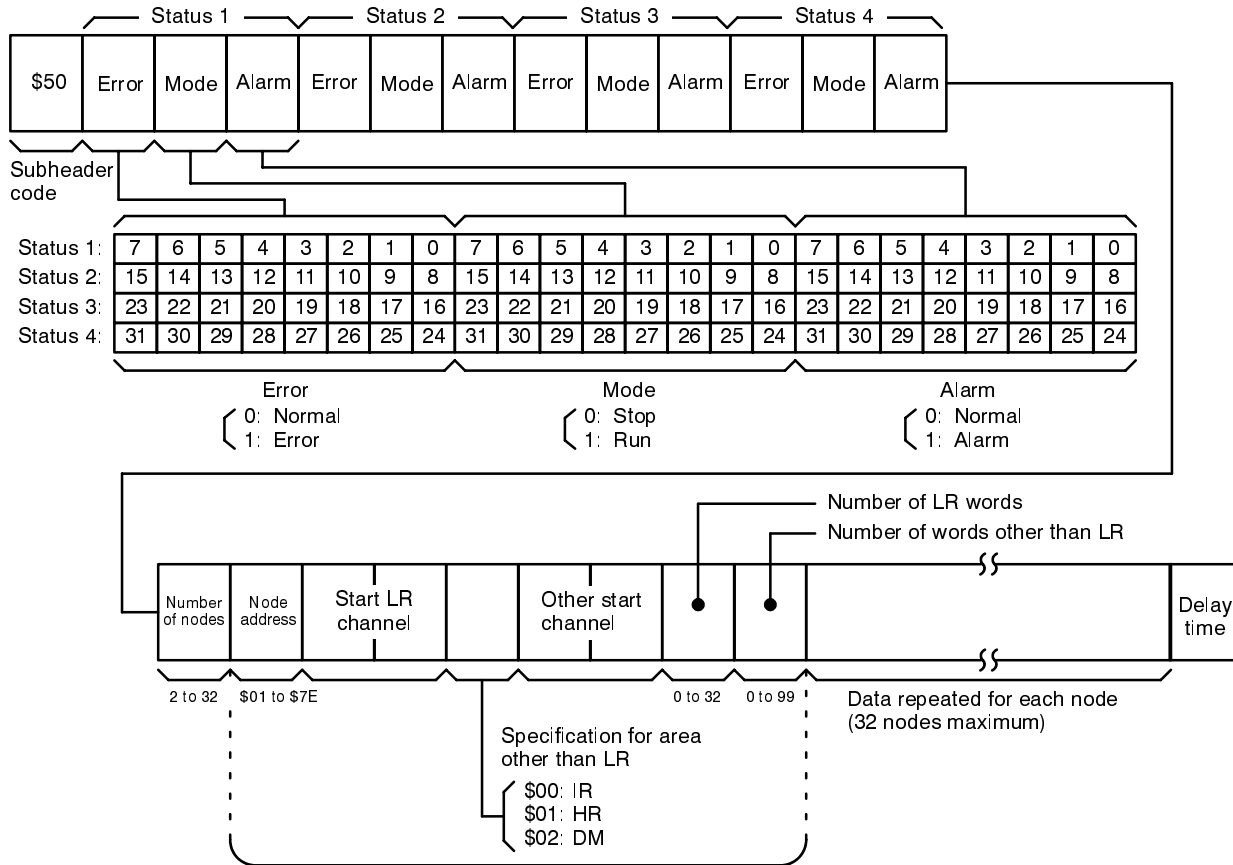 Status 1 Status 2 Status 3 Status 4
$50 Error Mode Alarm Error Mode Alarm Error Mode Alarm Error Mode Alarm
Subheader
code
Status 1: 7 6 5 4 3 2 1 0 7 6 5 4 3 2 1 0 7 6 5 4 3 2 1 0
Status 2: 15 14 13 12 11 10 9 8 15 14 13 12 11 10 9 8 15 14 13 12 11 10 9 8
Status 3: 23 22 21 20 19 18 17 16 23 22 21 20 19 18 17 16 23 22 21 20 19 18 17 16
Status 4: 31 30 29 28 27 26 25 24 31 30 29 28 27 26 25 24 31 30 29 28 27 26 25 24
Error Mode Alarm
0: Normal 0: Stop 0: Normal
1: Error 1: Run 1: Alarm
Number of LR words
Number of words other than LR
Number
of nodes
Node
address
Start LR
channel
Other start
channel
Delay
time
2 to 32 $01 to $7E 0 to 32 0 to 99
Data repeated for each node
(32 nodes maximum)
Specification for area
other than LR
$00: IR
$01: HR
$02: DM